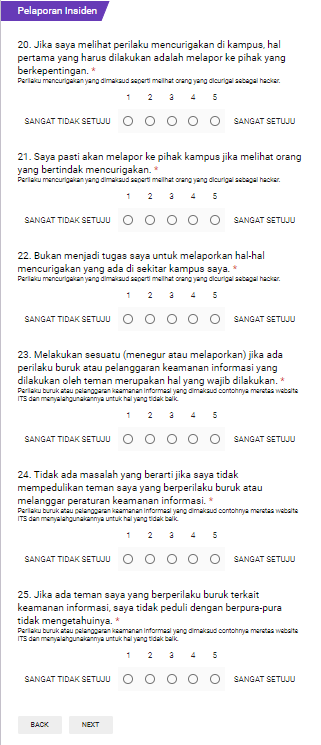 Pelaporan Insiden
20. Jika saya melihat perilaku mencurigakan di kampus, hal
pertama yang harus dilakukan adalah melapor ke pihak yang
berkepentingan. *
Perilaku mencurigakan yang dimaksud seperti melihat orang yang dicurigai sebagai hacker.
1 2 3 4 5
SANGAT TIDAK SETUJU SANGAT SETUJU
21. Saya pasti akan melapor ke pihak kampus jika melihat orang
yang bertindak mencurigakan. *
Perilaku mencurigakan yang dimaksud seperti melihat orang yang dicurigai sebagai hacker.
1 2 3 4 5
SANGAT TIDAK SETUJU SANGAT SETUJU
22. Bukan menjadi tugas saya untuk melaporkan hal-hal
mencurigakan yang ada di sekitar kampus saya. *
Perilaku mencurigakan yang dimaksud seperti melihat orang yang dicurigai sebagai hacker.
1 2 3 4 5
SANGAT TIDAK SETUJU SANGAT SETUJU
23. Melakukan sesuatu (menegur atau melaporkan) jika ada
perilaku buruk atau pelanggaran keamanan informasi yang
dilakukan oleh teman merupakan hal yang wajib dilakukan. *
Perilaku buruk atau pelanggaran keamanan informasi yang dimaksud contohnya meretas website
ITS dan menyalahgunakannya untuk hal yang tidak baik.
1 2 3 4 5
SANGAT TIDAK SETUJU SANGAT SETUJU
24. Tidak ada masalah yang berarti jika saya tidak
mempedulikan teman saya yang berperilaku buruk atau
melanggar peraturan keamanan informasi. *
Perilaku buruk atau pelanggaran keamanan informasi yang dimaksud contohnya meretas website
ITS dan menyalahgunakannya untuk hal yang tidak baik.
1 2 3 4 5
SANGAT TIDAK SETUJU SANGAT SETUJU
25. Jika ada teman saya yang berperilaku buruk terkait
keamanan informasi, saya tidak peduli dengan berpura-pura
tidak mengetahuinya. *
Perilaku buruk atau pelanggaran keamanan informasi yang dimaksud contohnya meretas website
ITS dan menyalahgunakannya untuk hal yang tidak baik.
1 2 3 4 5
SANGAT TIDAK SETUJU SANGAT SETUJU
BACK NEXT